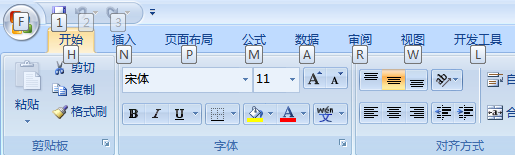 F 1 2 3
开始 插入 页面布局 公式 数据 审阅 视图 开发工具
H N P M A R W L
剪切
宋体 11 A A
粘贴 复制
格式刷 B I U A wén 文
剪贴板 字体 对齐方式